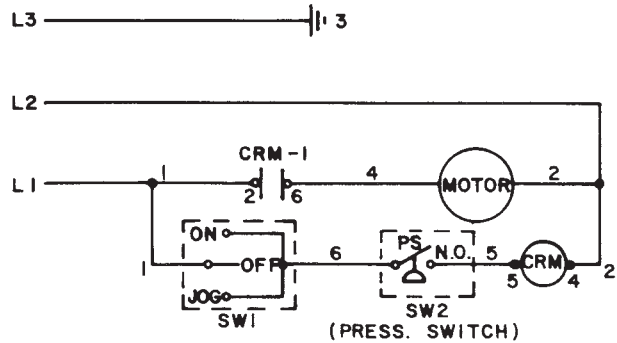 L3 3
L2
CRM-1
L1 1 2 6 4 MOTOR 2
ON PS
1 OFF 6 N.O. 5 5 CRM 4 2
JOG
SW1 SW2
(PRESS. SWITCH)